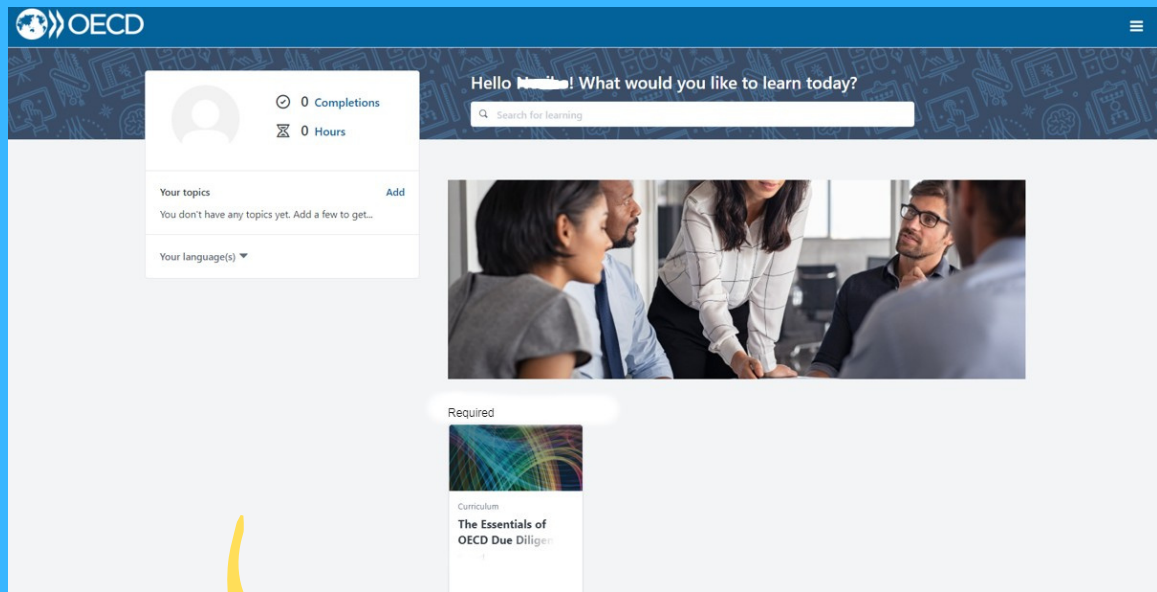 OECD
Hello ! What would you like to learn today?
Search for learning
0 Completions
0 Hours
Your topics Add
You don't have any topics yet. Add a few to get...
Your language(s)
Required
Curriculum
The Essentials of
OECD Due Diligen